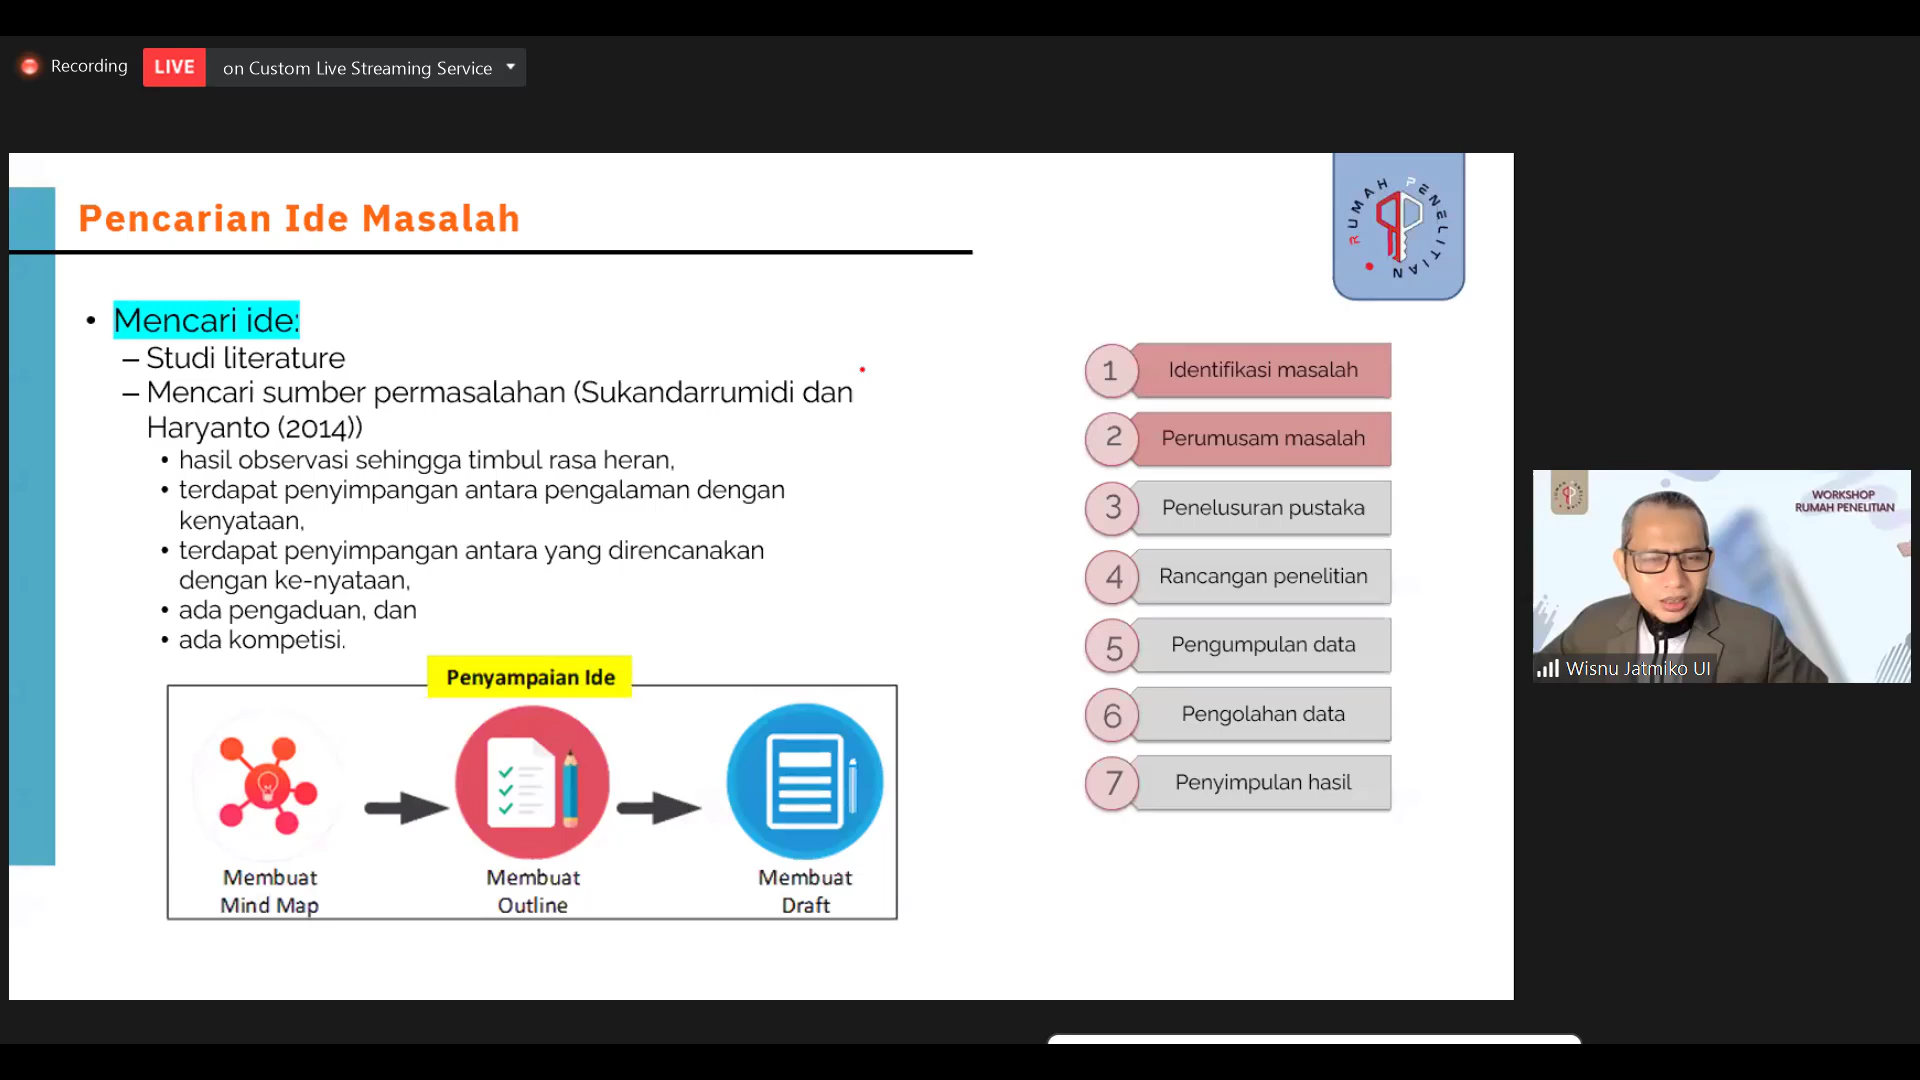 Recording
LIVE on Custom Live Streaming Service
Pencarian Ide Masalah
RUMAH PENELITIAN
• Mencari ide:
– Studi literature
– Mencari sumber permasalahan (Sukandarrumidi dan
Haryanto (2014))
• hasil observasi sehingga timbul rasa heran,
• terdapat penyimpangan antara pengalaman dengan
kenyataan,
• terdapat penyimpangan antara yang direncanakan
dengan ke-nyataan,
• ada pengaduan, dan
• ada kompetisi.
Penyampaian Ide
Membuat
Mind Map
Membuat
Outline
Membuat
Draft
1 Identifikasi masalah
2 Perumusam masalah
3 Penelusuran pustaka
4 Rancangan penelitian
5 Pengumpulan data
6 Pengolahan data
7 Penyimpulan hasil
WORKSHOP
RUMAH PENELITIAN
Wisnu Jatmiko UI